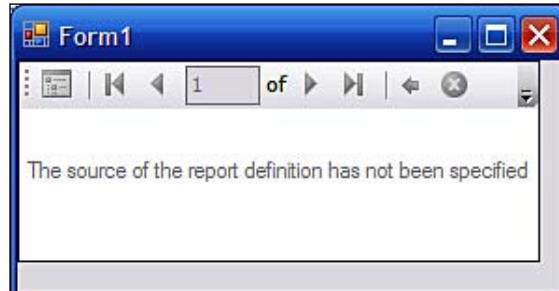 Form1
1 of
The source of the report definition has not been specified